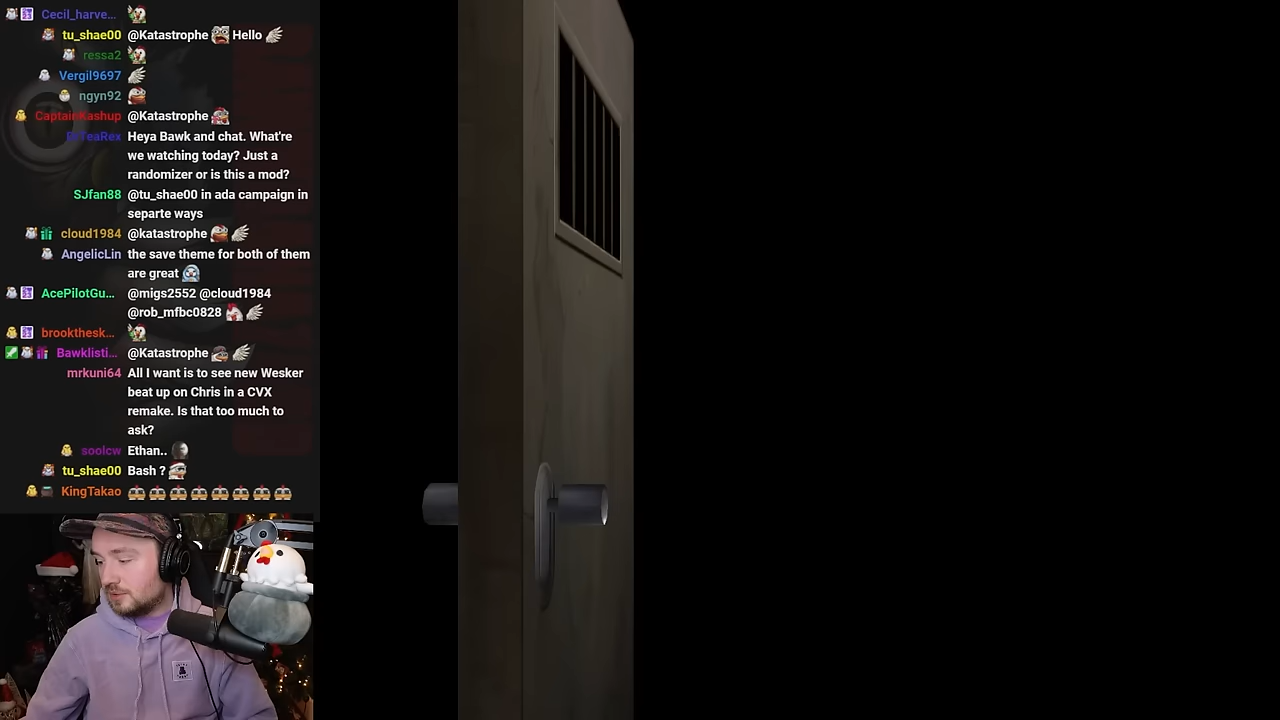 Cecil_harve...
tu_shae00 @Katastrophe Hello
ressa2
Vergil9697
ngyn92
CaptainKashup @Katastrophe
Heya Bawk and chat. What're
we watching today? Just a
randomizer or is this a mod?
SJfan88 @tu_shae00 in ada campaign in
separte ways
cloud1984 @katastrophe
AngelicLin the save theme for both of them
are great
AcePilotGu... @migs2552 @cloud1984
@rob_mfbc0828
brookthesk...
Bawklisti... @Katastrophe
mrkuni64 All I want is to see new Wesker
beat up on Chris in a CVX
remake. Is that too much to
ask?
soolcw Ethan..
tu_shae00 Bash ?
KingTakao